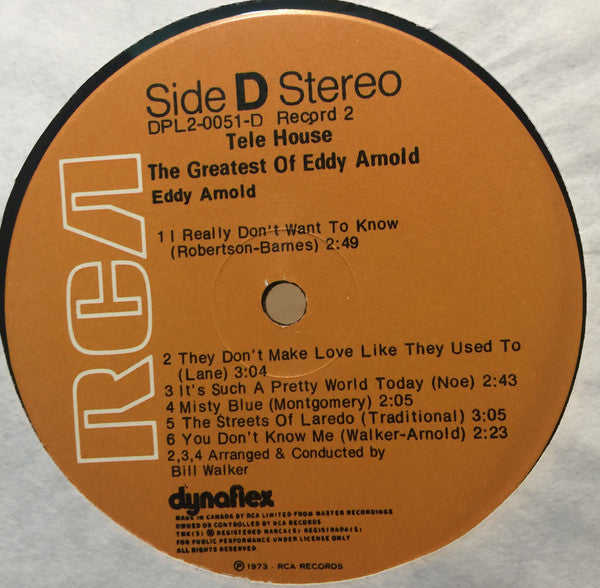 RCA
Side D Stereo
DPL2-0051-D Record 2
Tele House
The Greatest Of Eddy Arnold
Eddy Arnold
1 I Really Don't Want To Know
(Robertson-Barnes) 2:49
2 They Don't Make Love Like They Used To
(Lane) 3:04
3 It's Such A Pretty World Today (Noe) 2:43
4 Misty Blue (Montgomery) 2:05
5 The Streets Of Laredo (Traditional) 3:05
6 You Don't Know Me (Walker-Arnold) 2:23
2,3,4 Arranged & Conducted by
Bill Walker
dynaflex
MADE IN CANADA BY RCA LIMITED FROM MASTER RECORDINGS
OWNED OR CONTROLLED BY RCA RECORDS
TMK(S) ® REGISTERED MARCA(S) REGISTRADA(S)
FOR PUBLIC PERFORMANCE UNDER LICENSE ONLY
ALL RIGHTS RESERVED
℗ 1973 - RCA RECORDS